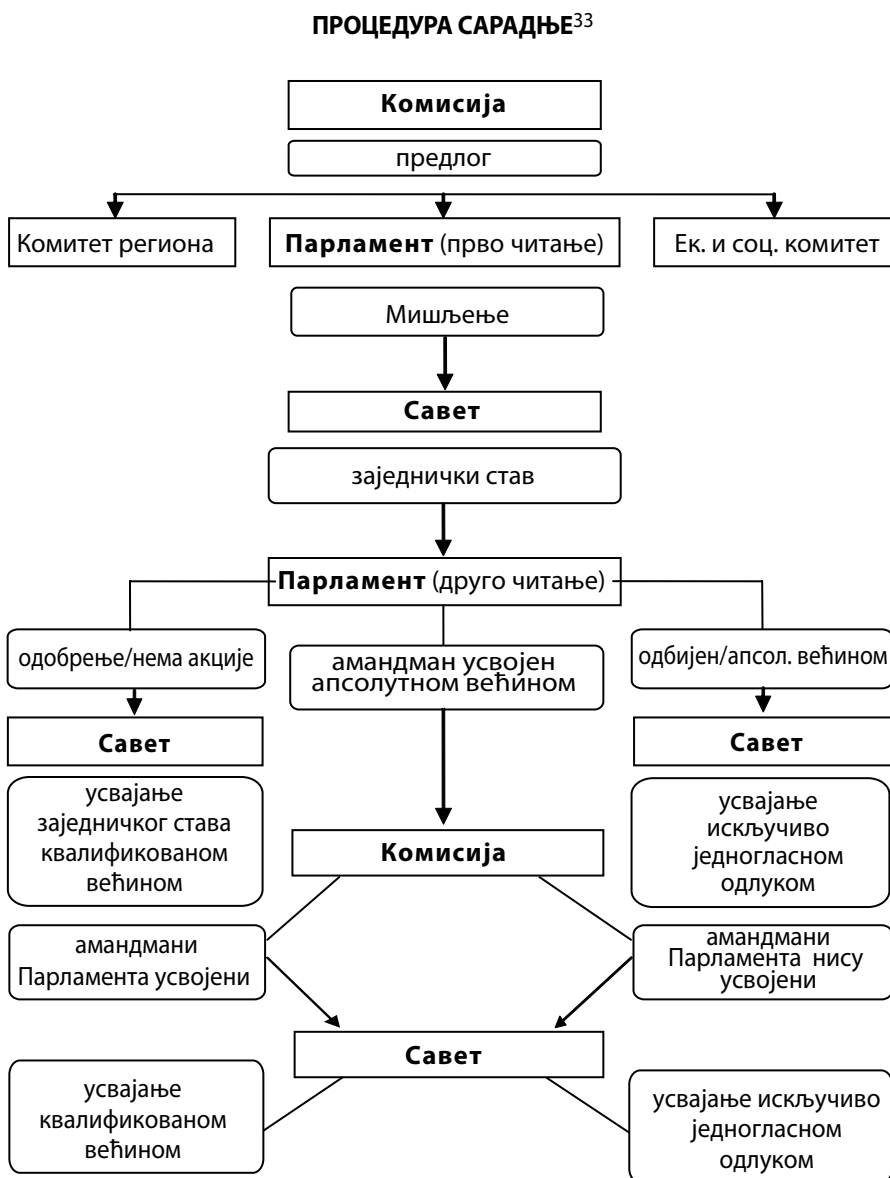 ПРОЦЕДУРА САРАДЊЕ33
Комисија
предлог
Комитет региона
Парламент (прво читање)
Ек. и соц. комитет
Мишљење
Савет
заједнички став
Парламент (друго читање)
одобрење/нема акције
амандман усвојен
апсолутном већином
одбијен/апсол. већином
Савет
Савет
усвајање
заједничког става
квалификованом
већином
усвајање
искључиво
једногласном
одлуком
Комисија
амандмани
Парламента усвојени
амандмани
Парламента нису
усвојени
Савет
усвајање
квалификованом
већином
усвајање искључиво
једногласном
одлуком